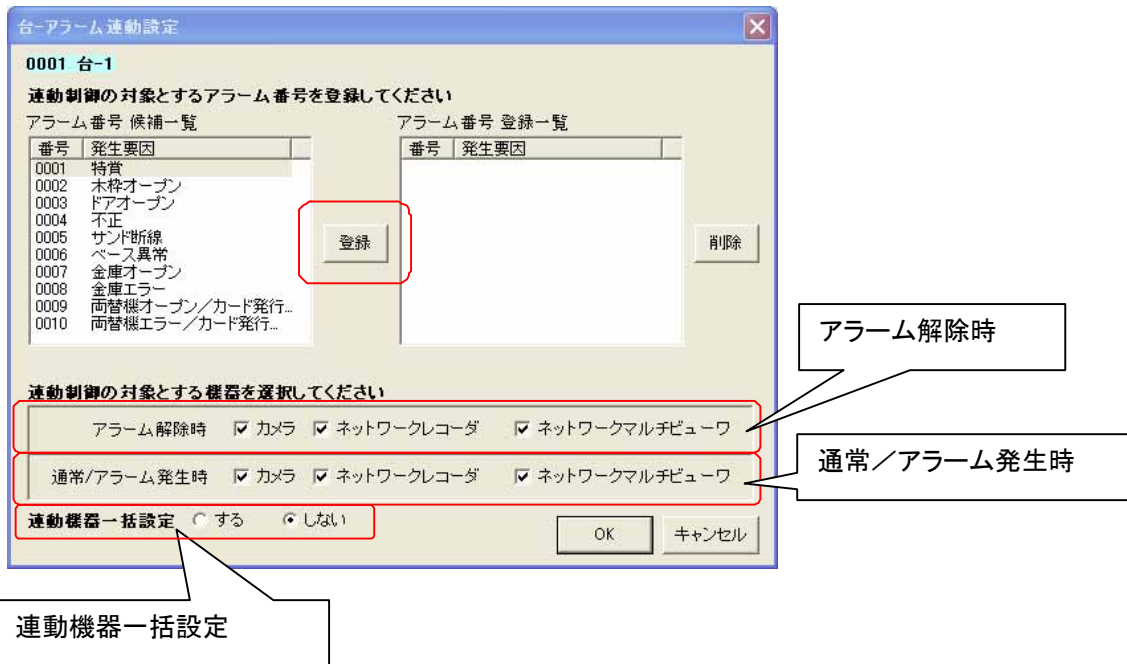 台-アラーム連動設定
0001 台-1
連動制御の対象とするアラーム番号を登録してください
アラーム番号 候補一覧
アラーム番号 登録一覧
番号 発生要因
番号 発生要因
0001 特賞
0002 木枠オープン
0003 ドアオープン
0004 不正
0005 サンド断線
0006 ベース異常
0007 金庫オープン
0008 金庫エラー
0009 両替機オープン／カード発行...
0010 両替機エラー／カード発行...
登録
削除
アラーム解除時
連動制御の対象とする機器を選択してください
アラーム解除時 カメラ ネットワークレコーダ ネットワークマルチビューワ
通常／アラーム発生時
通常/アラーム発生時 カメラ ネットワークレコーダ ネットワークマルチビューワ
連動機器一括設定 する しない
OK キャンセル
連動機器一括設定